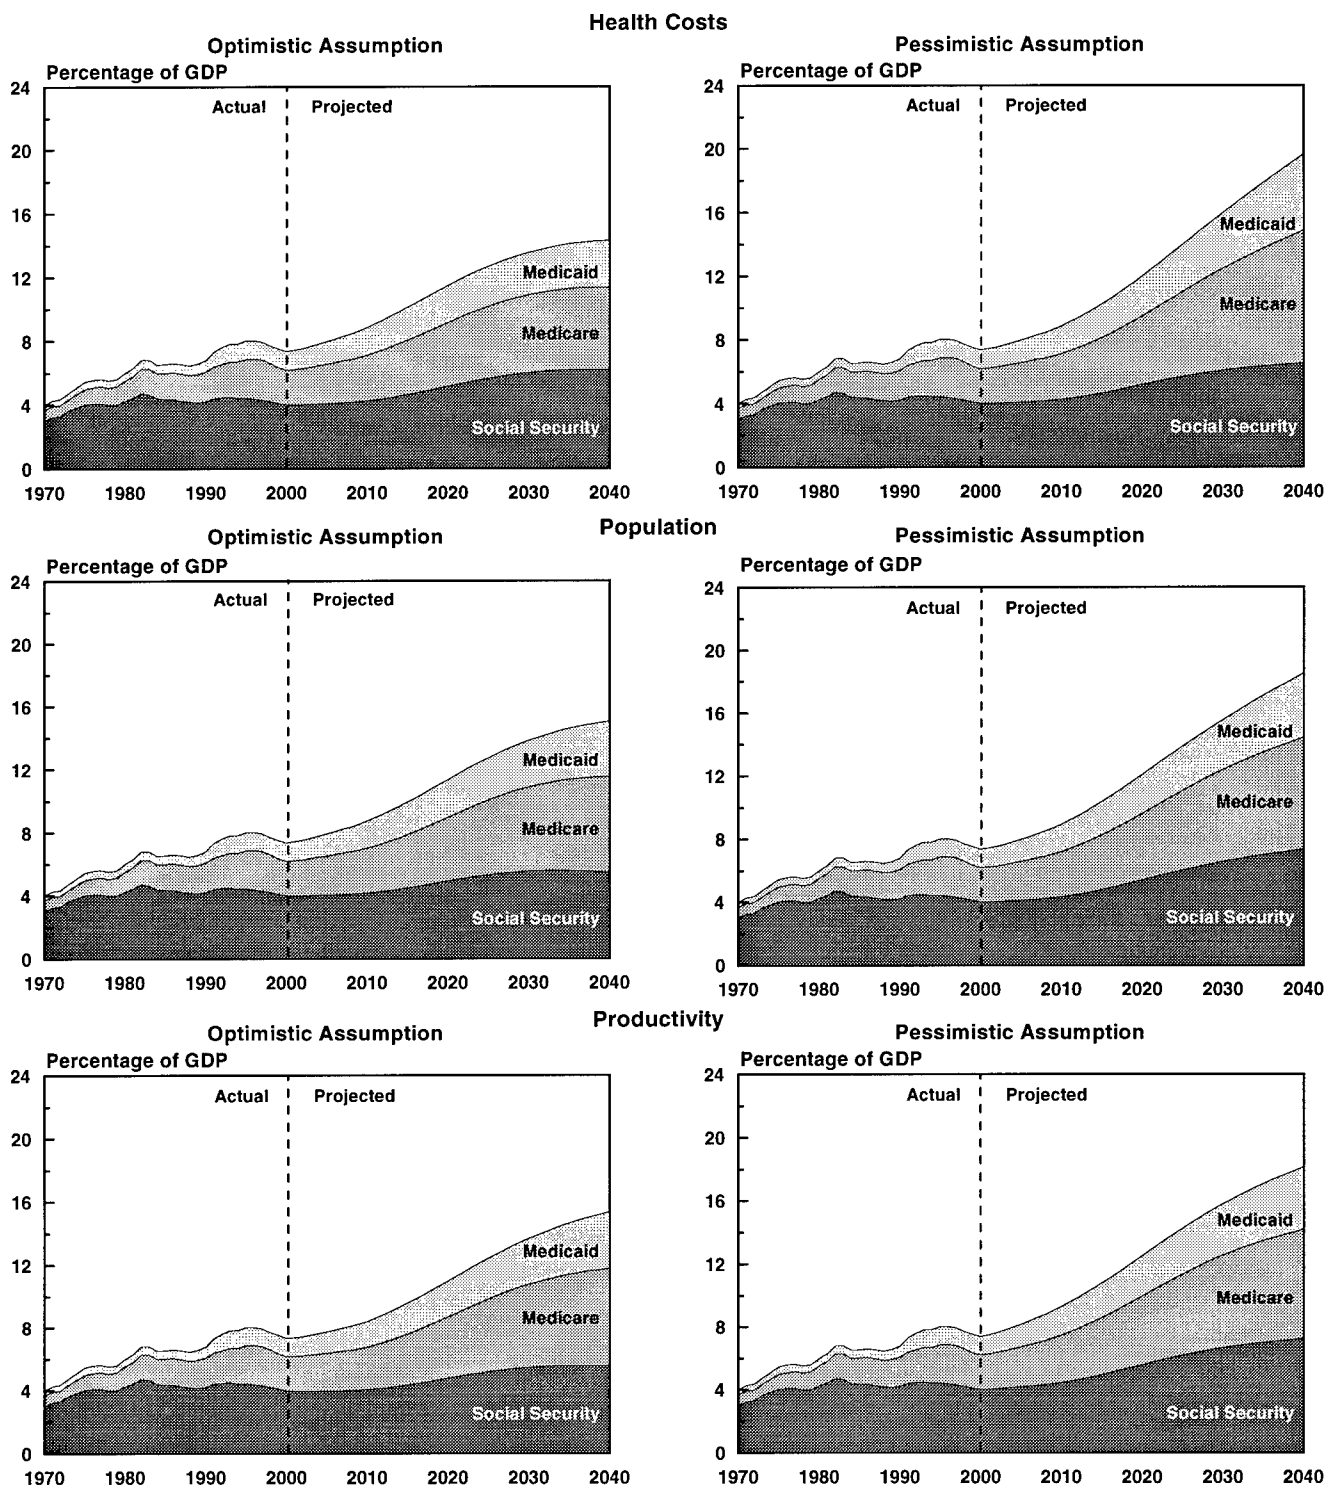 Health Costs
Optimistic Assumption
Percentage of GDP
24
20
16
12
8
4
0
Actual
Projected
Medicaid
Medicare
Social Security
1970 1980 1990 2000 2010 2020 2030 2040
Pessimistic Assumption
Percentage of GDP
24
20
16
12
8
4
0
Actual
Projected
Medicaid
Medicare
Social Security
1970 1980 1990 2000 2010 2020 2030 2040
Population
Optimistic Assumption
Percentage of GDP
24
20
16
12
8
4
0
Actual
Projected
Medicaid
Medicare
Social Security
1970 1980 1990 2000 2010 2020 2030 2040
Pessimistic Assumption
Percentage of GDP
24
20
16
12
8
4
0
Actual
Projected
Medicaid
Medicare
Social Security
1970 1980 1990 2000 2010 2020 2030 2040
Productivity
Optimistic Assumption
Percentage of GDP
24
20
16
12
8
4
0
Actual
Projected
Medicaid
Medicare
Social Security
1970 1980 1990 2000 2010 2020 2030 2040
Pessimistic Assumption
Percentage of GDP
24
20
16
12
8
4
0
Actual
Projected
Medicaid
Medicare
Social Security
1970 1980 1990 2000 2010 2020 2030 2040